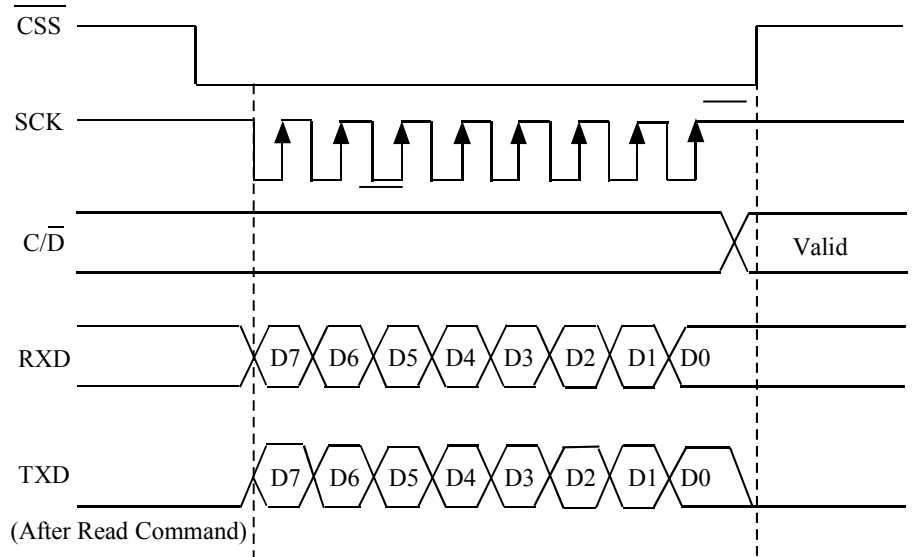 CSS
SCK
C/D
Valid
RXD
D7 D6 D5 D4 D3 D2 D1 D0
TXD
D7 D6 D5 D4 D3 D2 D1 D0
(After Read Command)